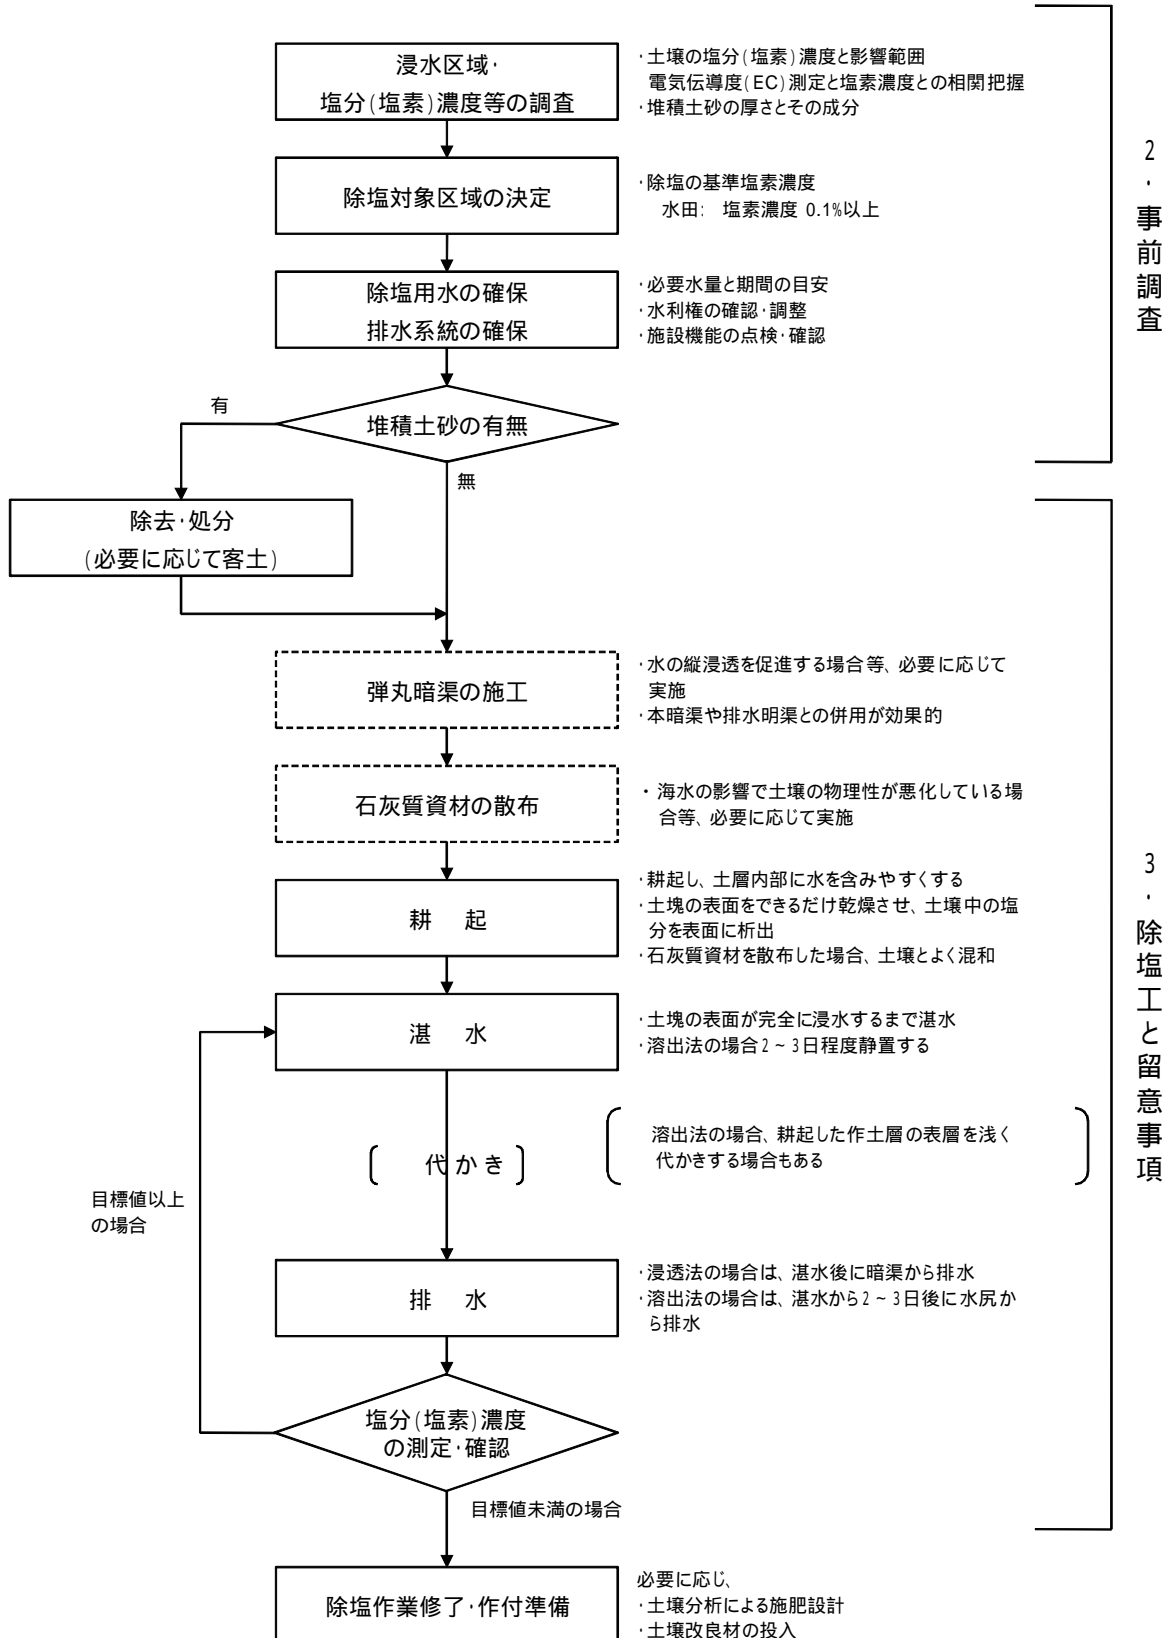 浸水区域･
塩分(塩素)濃度等の調査
･土壌の塩分(塩素)濃度と影響範囲
電気伝導度(EC)測定と塩素濃度との相関把握
･堆積土砂の厚さとその成分
除塩対象区域の決定
･除塩の基準塩素濃度
水田: 塩素濃度 0.1%以上
除塩用水の確保
排水系統の確保
･必要水量と期間の目安
･水利権の確認･調整
･施設機能の点検･確認
2･事前調査
堆積土砂の有無
有
無
除去･処分
(必要に応じて客土)
弾丸暗渠の施工
･水の縦浸透を促進する場合等、必要に応じて
実施
･本暗渠や排水明渠との併用が効果的
石灰質資材の散布
・海水の影響で土壌の物理性が悪化している場
合等、必要に応じて実施
耕 起
･耕起し、土層内部に水を含みやすくする
･土塊の表面をできるだけ乾燥させ、土壌中の塩
分を表面に析出
･石灰質資材を散布した場合、土壌とよく混和
3･除塩工と留意事項
湛 水
･土塊の表面が完全に浸水するまで湛水
･溶出法の場合2~3日程度静置する
〔 代かき 〕
溶出法の場合、耕起した作土層の表層を浅く
代かきする場合もある
目標値以上
の場合
排 水
･浸透法の場合は、湛水後に暗渠から排水
･溶出法の場合は、湛水から2~3日後に水尻か
ら排水
塩分(塩素)濃度
の測定･確認
目標値未満の場合
除塩作業修了･作付準備
必要に応じ、
･土壌分析による施肥設計
･土壌改良材の投入